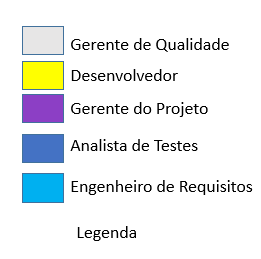 Gerente de Qualidade
Desenvolvedor
Gerente do Projeto
Analista de Testes
Engenheiro de Requisitos
Legenda